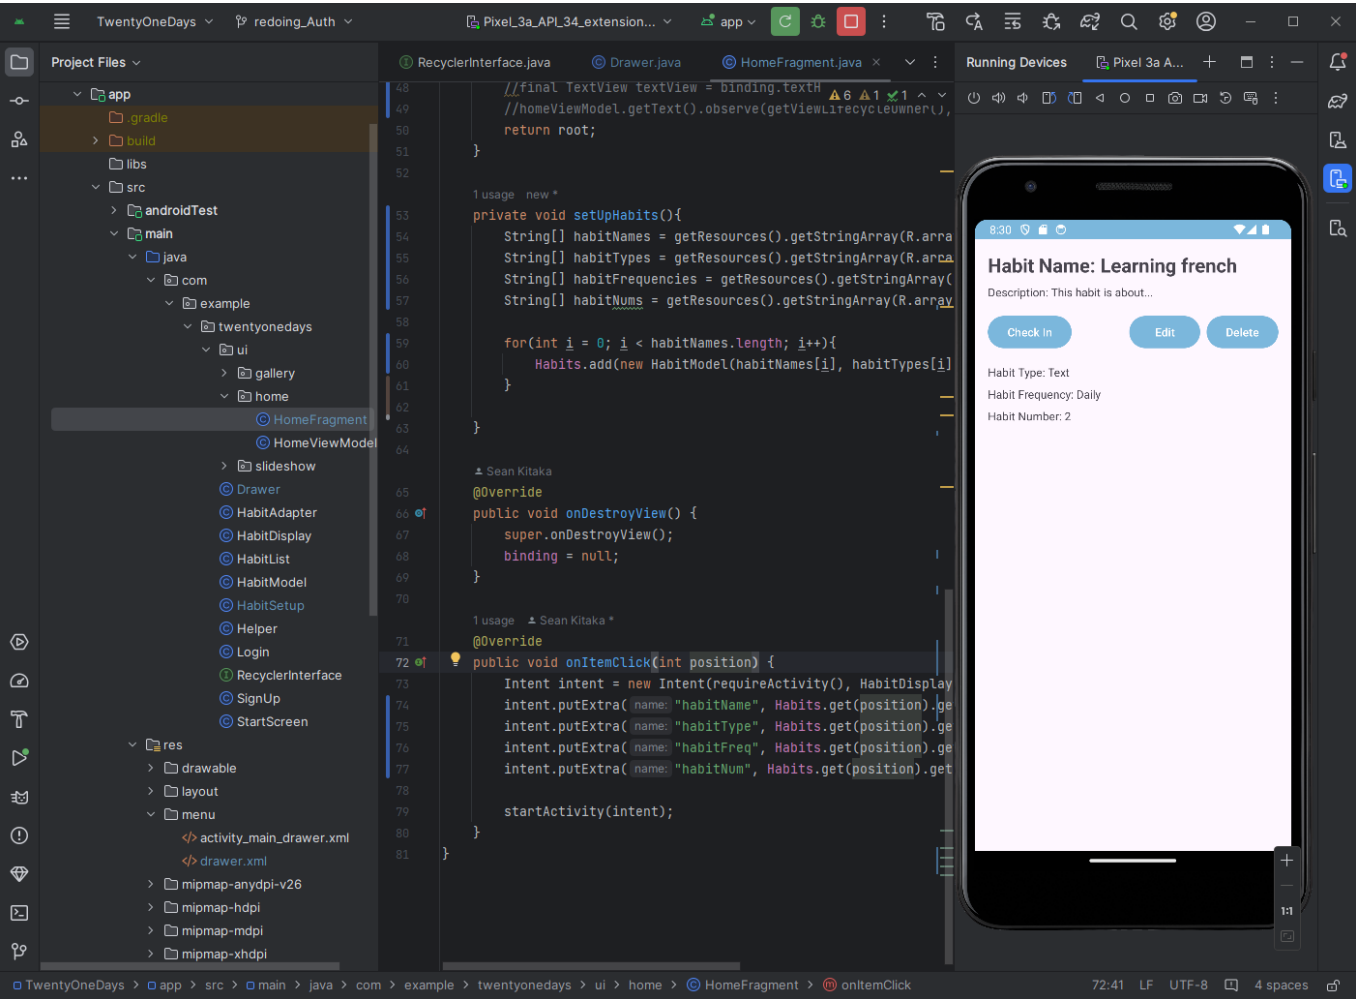 TwentyOneDays
redoing_Auth
Pixel_3a_API_34_extension...
app
Project Files
RecyclerInterface.java
Drawer.java
HomeFragment.java
Running Devices
Pixel 3a A...
app
.gradle
build
libs
src
androidTest
main
java
com
example
twentyonedays
ui
gallery
home
HomeFragment
HomeViewModel
slideshow
Drawer
HabitAdapter
HabitDisplay
HabitList
HabitModel
HabitSetup
Helper
Login
RecyclerInterface
SignUp
StartScreen
res
drawable
layout
menu
activity_main_drawer.xml
drawer.xml
mipmap-anydpi-v26
mipmap-hdpi
mipmap-mdpi
mipmap-xhdpi
6 1 1
48 //final TextView textView = binding.textH
49 //homeViewModel.getText().observe(getViewLifecycleOwner(),
50 return root;
51 }
52
1 usage new *
53 private void setUpHabits(){
54 String[] habitNames = getResources().getStringArray(R.arra
55 String[] habitTypes = getResources().getStringArray(R.arra
56 String[] habitFrequencies = getResources().getStringArray(
57 String[] habitNums = getResources().getStringArray(R.array
58
59 for(int i = 0; i < habitNames.length; i++){
60 Habits.add(new HabitModel(habitNames[i], habitTypes[i]
61 }
62
63 }
64
Sean Kitaka
65 @Override
66 public void onDestroyView() {
67 super.onDestroyView();
68 binding = null;
69 }
70
1 usage Sean Kitaka *
71 @Override
72 public void onItemClick(int position) {
73 Intent intent = new Intent(requireActivity(), HabitDisplay
74 intent.putExtra( name: "habitName", Habits.get(position).ge
75 intent.putExtra( name: "habitType", Habits.get(position).ge
76 intent.putExtra( name: "habitFreq", Habits.get(position).ge
77 intent.putExtra( name: "habitNum", Habits.get(position).get
78
79 startActivity(intent);
80 }
81 }
8:30
Habit Name: Learning french
Description: This habit is about...
Check In
Edit
Delete
Habit Type: Text
Habit Frequency: Daily
Habit Number: 2
1:1
TwentyOneDays > app > src > main > java > com > example > twentyonedays > ui > home > HomeFragment > onItemClick
72:41 LF UTF-8 4 spaces